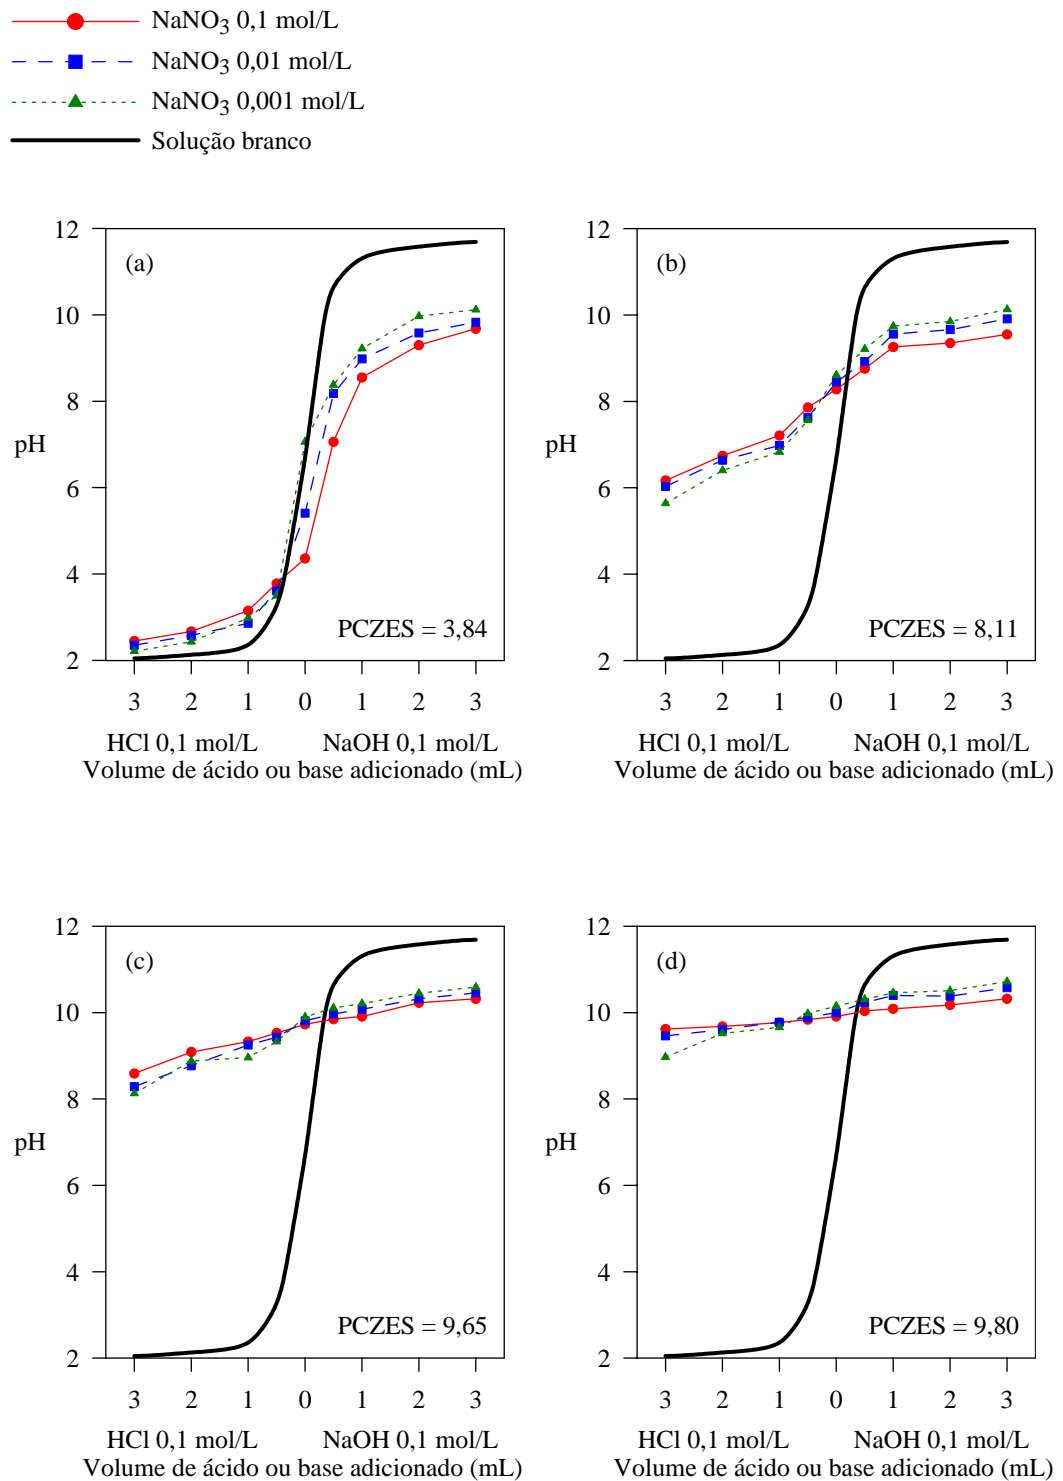 NaNO3 0,1 mol/L
NaNO3 0,01 mol/L
NaNO3 0,001 mol/L
Solução branco
(a)
12
10
8
6
4
2
pH
PCZES = 3,84
3 2 1 0 1 2 3
HCl 0,1 mol/L NaOH 0,1 mol/L
Volume de ácido ou base adicionado (mL)
(b)
12
10
8
6
4
2
pH
PCZES = 8,11
3 2 1 0 1 2 3
HCl 0,1 mol/L NaOH 0,1 mol/L
Volume de ácido ou base adicionado (mL)
(c)
12
10
8
6
4
2
pH
PCZES = 9,65
3 2 1 0 1 2 3
HCl 0,1 mol/L NaOH 0,1 mol/L
Volume de ácido ou base adicionado (mL)
(d)
12
10
8
6
4
2
pH
PCZES = 9,80
3 2 1 0 1 2 3
HCl 0,1 mol/L NaOH 0,1 mol/L
Volume de ácido ou base adicionado (mL)